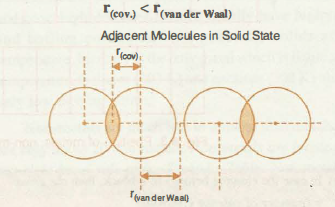 r(cov.) < r(van der Waal)
Adjacent Molecules in Solid State
r(cov)
r(van der Waal)